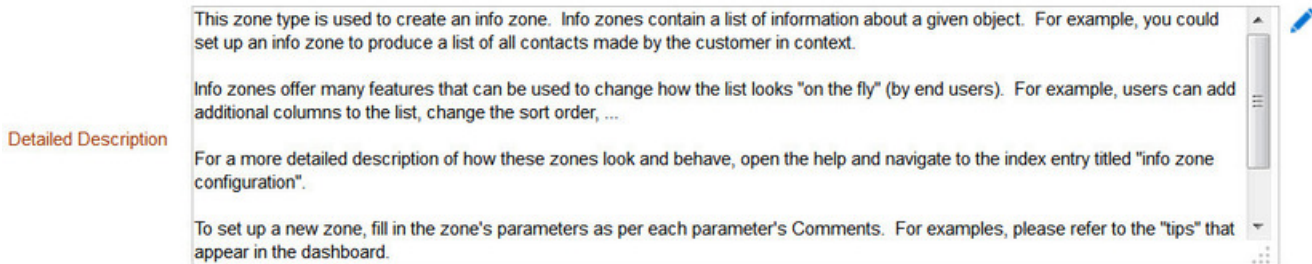 This zone type is used to create an info zone.  Info zones contain a list of information about a given object.  For example, you could
set up an info zone to produce a list of all contacts made by the customer in context.
Info zones offer many features that can be used to change how the list looks "on the fly" (by end users).  For example, users can add
additional columns to the list, change the sort order, ...
Detailed Description
For a more detailed description of how these zones look and behave, open the help and navigate to the index entry titled "info zone
configuration".
To set up a new zone, fill in the zone's parameters as per each parameter's Comments.  For examples, please refer to the "tips" that
appear in the dashboard.